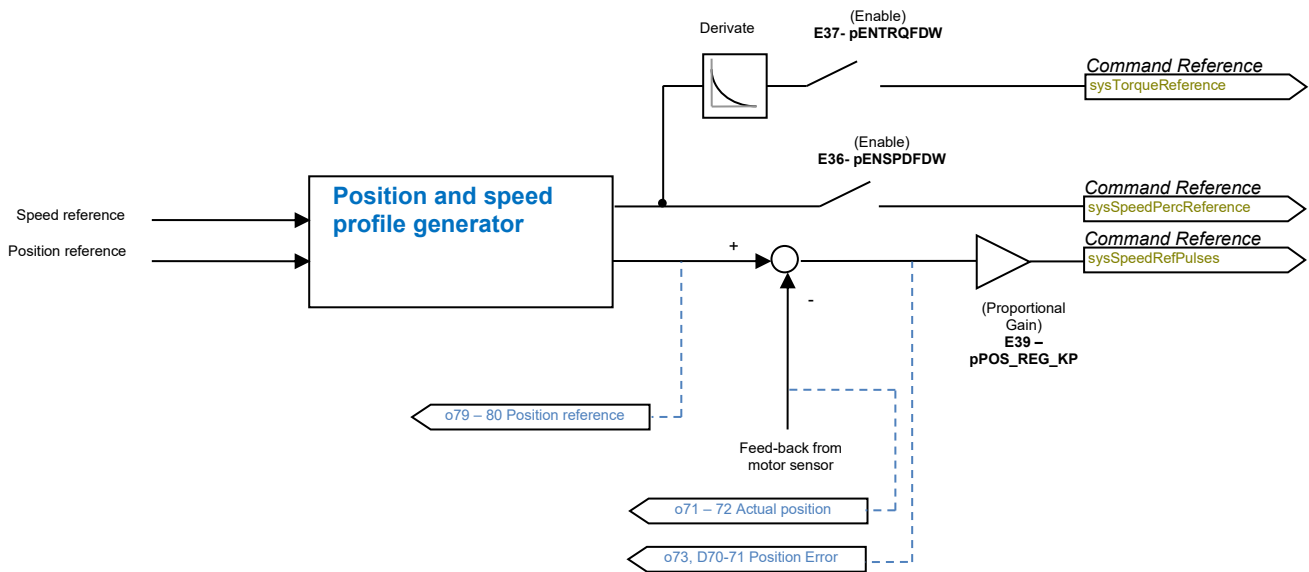 (Enable)
E37- pENTRQFDW
Derivate
Command Reference
sysTorqueReference
(Enable)
E36- pENSPDFDW
Position and speed
profile generator
Command Reference
sysSpeedPercReference
Speed reference
Position reference
+
-
Command Reference
sysSpeedRefPulses
(Proportional
Gain)
E39 –
pPOS_REG_KP
o79 – 80 Position reference
Feed-back from
motor sensor
o71 – 72 Actual position
o73, D70-71 Position Error